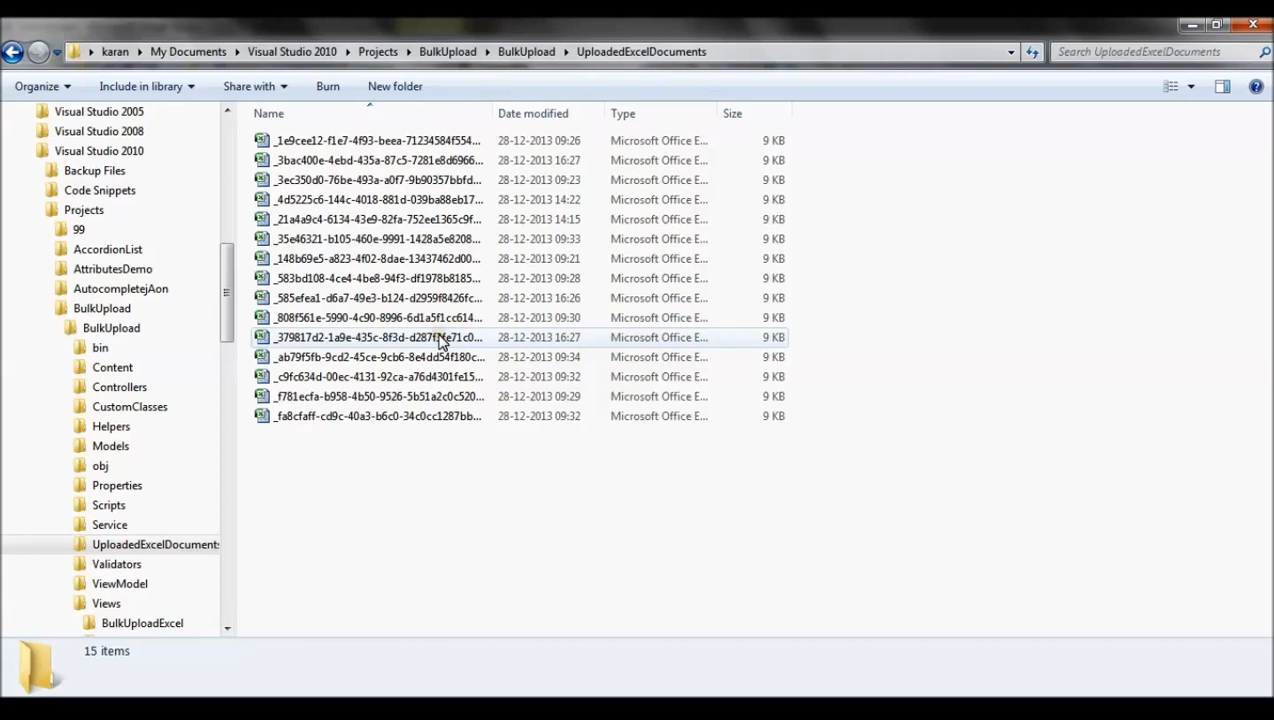 karan My Documents Visual Studio 2010 Projects BulkUpload BulkUpload UploadedExcelDocuments Search UploadedExcelDocuments
Organize Include in library Share with Burn New folder
Name Date modified Type Size
Visual Studio 2005
Visual Studio 2008
Visual Studio 2010
Backup Files
Code Snippets
Projects
99
AccordionList
AttributesDemo
AutocompletejAon
BulkUpload
BulkUpload
bin
Content
Controllers
CustomClasses
Helpers
Models
obj
Properties
Scripts
Service
UploadedExcelDocuments
Validators
ViewModel
Views
BulkUploadExcel
_1e9cee12-f1e7-4f93-beea-71234584f554... 28-12-2013 09:26 Microsoft Office E... 9 KB
_3bac400e-4ebd-435a-87c5-7281e8d6966... 28-12-2013 16:27 Microsoft Office E... 9 KB
_3ec350d0-76be-493a-a0f7-9b90357bbfd... 28-12-2013 09:23 Microsoft Office E... 9 KB
_4d5225c6-144c-4018-881d-039ba88eb17... 28-12-2013 14:22 Microsoft Office E... 9 KB
_21a4a9c4-6134-43e9-82fa-752ee1365c9f... 28-12-2013 14:15 Microsoft Office E... 9 KB
_35e46321-b105-460e-9991-1428a5e8208... 28-12-2013 09:33 Microsoft Office E... 9 KB
_148b69e5-a823-4f02-8dae-13437462d00... 28-12-2013 09:21 Microsoft Office E... 9 KB
_583bd108-4ce4-4be8-94f3-df1978b8185... 28-12-2013 09:28 Microsoft Office E... 9 KB
_585efea1-d6a7-49e3-b124-d2959f8426fc... 28-12-2013 16:26 Microsoft Office E... 9 KB
_808f561e-5990-4c90-8996-6d1a5f1cc614... 28-12-2013 09:30 Microsoft Office E... 9 KB
28-12-2013 16:27 Microsoft Office E... 9 KB
_ab79f5fb-9cd2-45ce-9cb6-8e4dd54f180c... 28-12-2013 09:34 Microsoft Office E... 9 KB
_c9fc634d-00ec-4131-92ca-a76d4301fe15... 28-12-2013 09:32 Microsoft Office E... 9 KB
_f781ecfa-b958-4b50-9526-5b51a2c0c520... 28-12-2013 09:29 Microsoft Office E... 9 KB
_fa8cfaff-cd9c-40a3-b6c0-34c0cc1287bb... 28-12-2013 09:32 Microsoft Office E... 9 KB
15 items